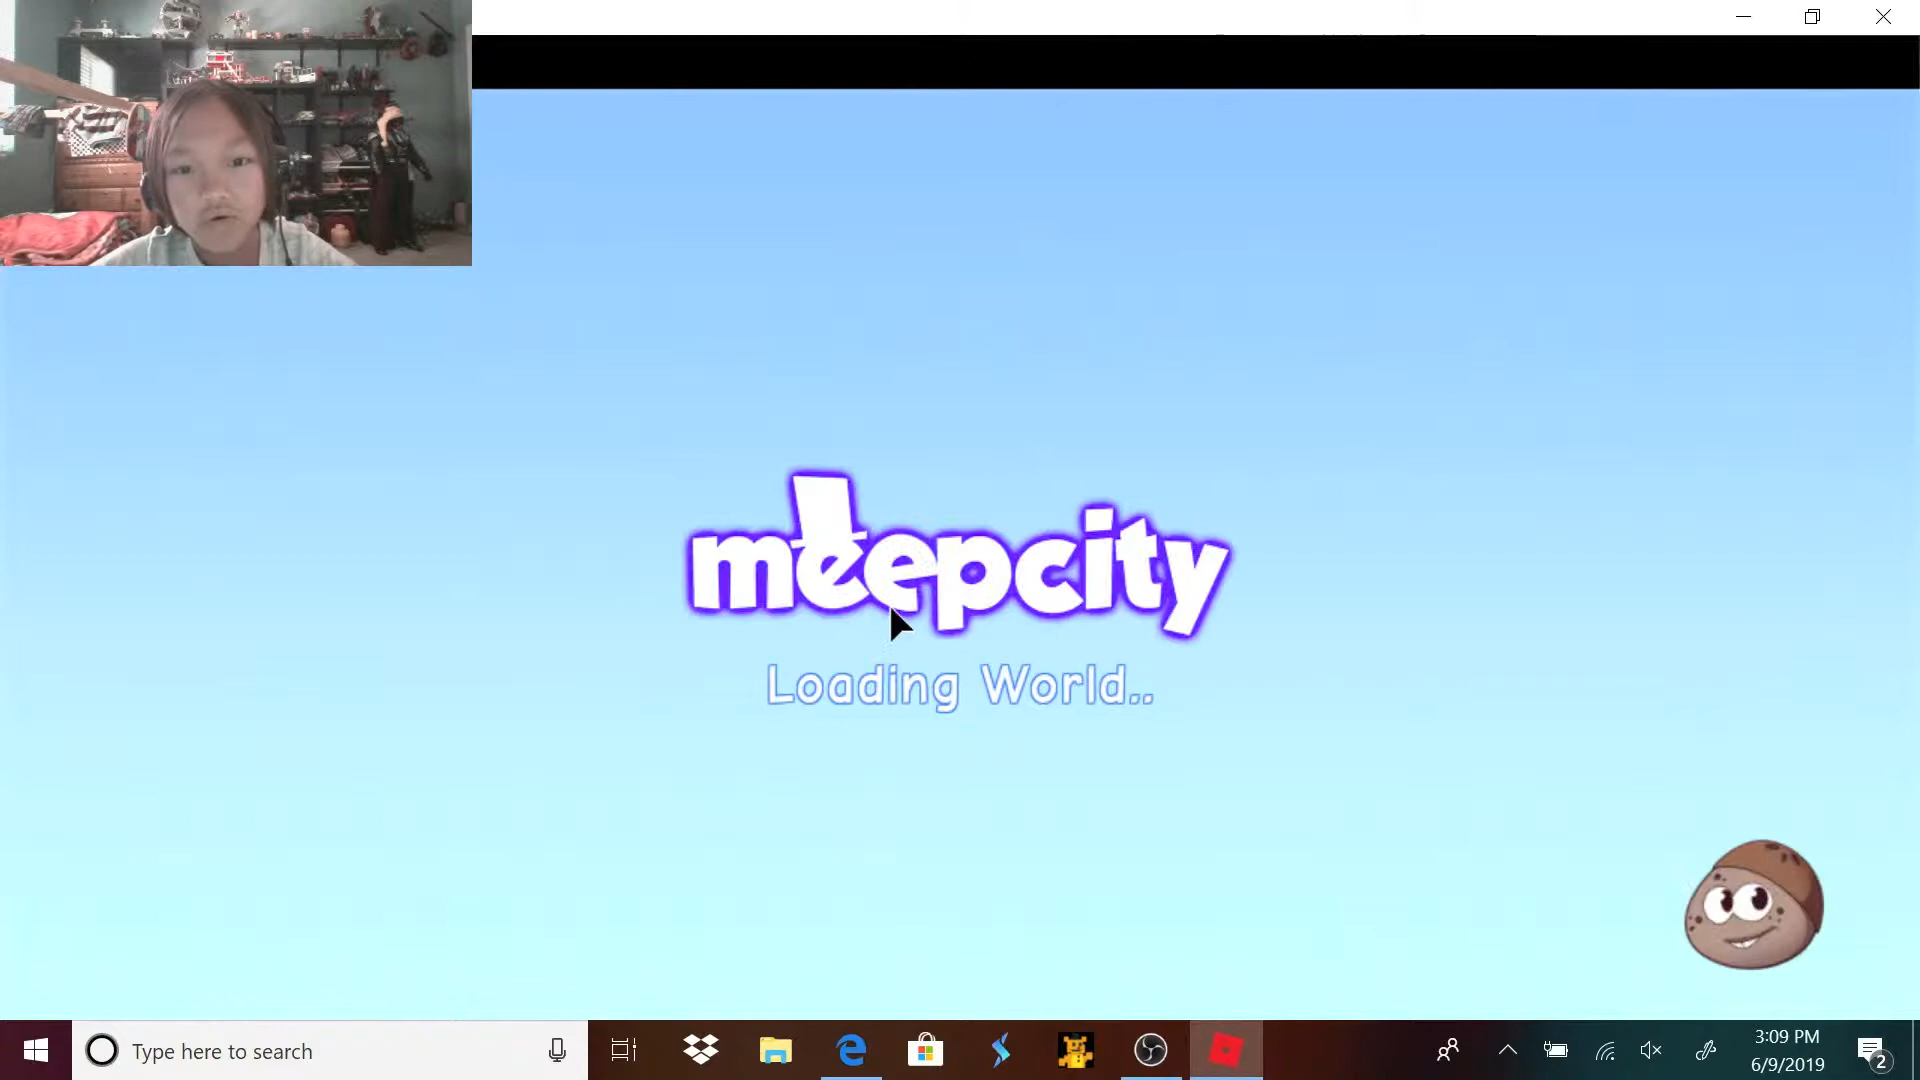 meepcity
Loading World..
Type here to search
3:09 PM
6/9/2019
2